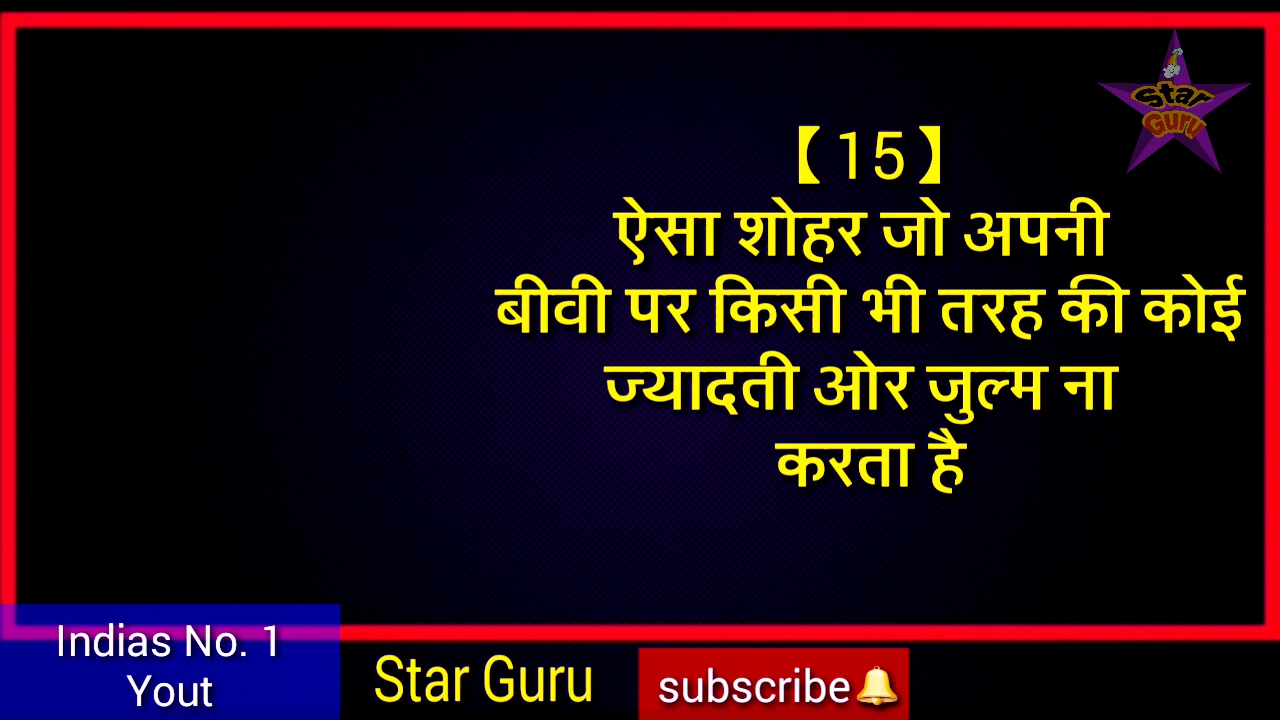 Star
Guru
【15】
ऐसा शोहर जो अपनी
बीवी पर किसी भी तरह की कोई
ज्यादती ओर जुल्म ना
करता है
Indias No. 1
Yout
Star Guru
subscribe🔔